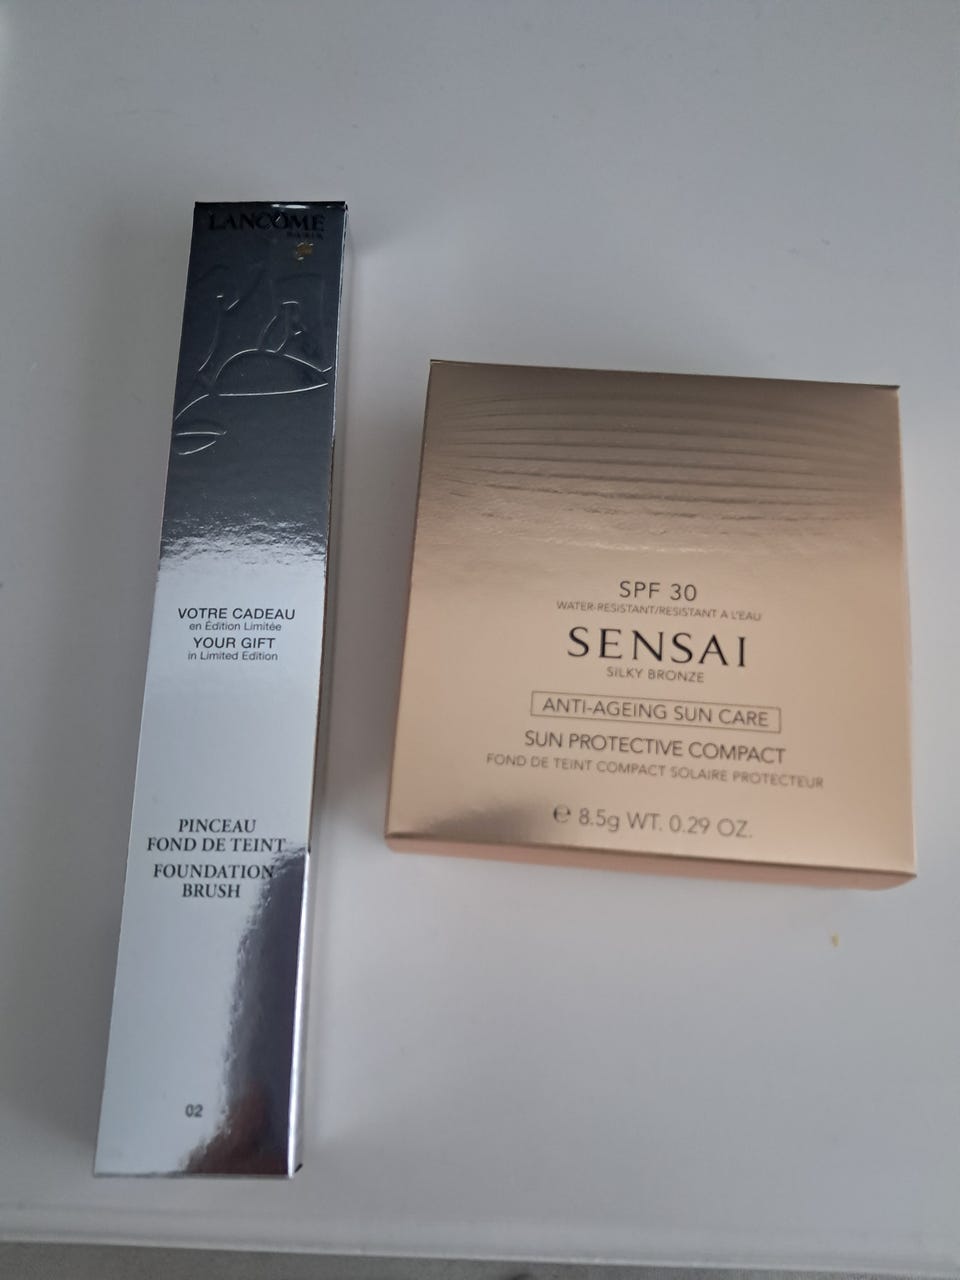 LANCÔME
PARIS
VOTRE CADEAU
en Édition Limitée
YOUR GIFT
in Limited Edition
PINCEAU
FOND DE TEINT
FOUNDATION
BRUSH
02
SPF 30
WATER-RESISTANT/RESISTANT A L'EAU
SENSAI
SILKY BRONZE
ANTI-AGEING SUN CARE
SUN PROTECTIVE COMPACT
FOND DE TEINT COMPACT SOLAIRE PROTECTEUR
℮ 8.5g WT. 0.29 OZ.